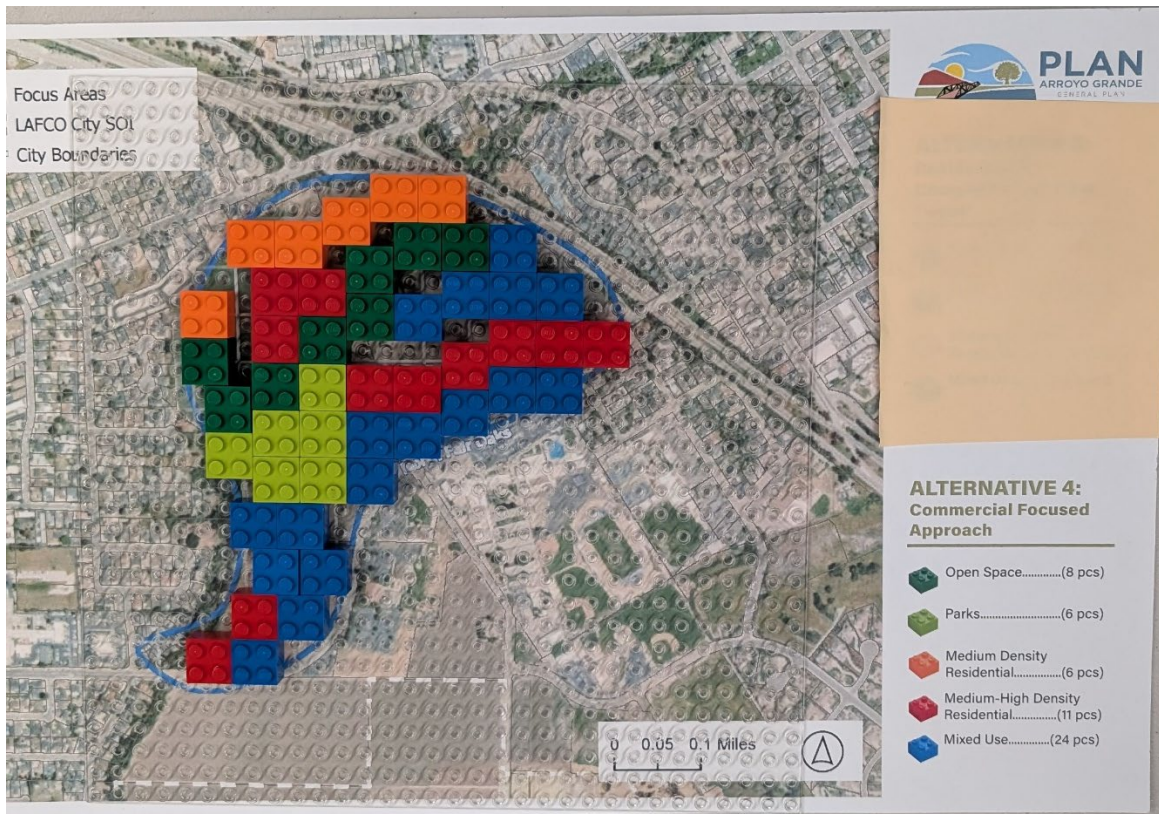 Focus Areas
LAFCO City SOI
City Boundaries
PLAN
ARROYO GRANDE
GENERAL PLAN
Fair Oaks
ALTERNATIVE 4:
Commercial Focused
Approach
Open Space.............(8 pcs)
Parks.......................(6 pcs)
Medium Density
Residential...............(6 pcs)
Medium-High Density
Residential..............(11 pcs)
Mixed Use............(24 pcs)
0 0.05 0.1 Miles